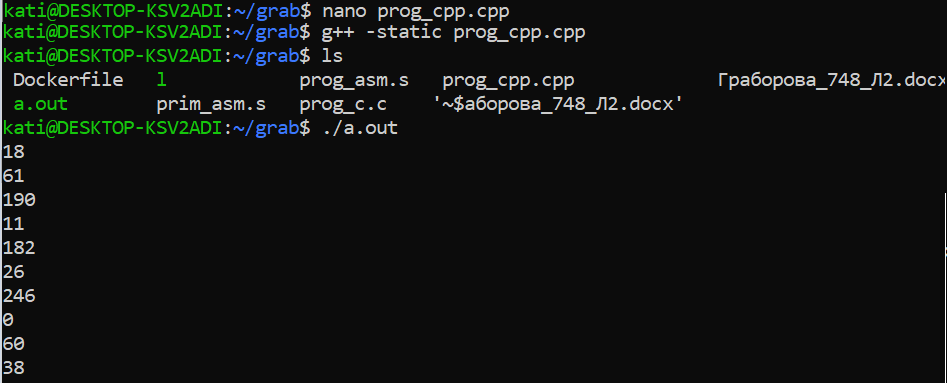 kati@DESKTOP-KSV2ADI:~/grab$ nano prog_cpp.cpp
kati@DESKTOP-KSV2ADI:~/grab$ g++ -static prog_cpp.cpp
kati@DESKTOP-KSV2ADI:~/grab$ ls
Dockerfile l prog_asm.s prog_cpp.cpp Граборова_748_Л2.docx
a.out prim_asm.s prog_c.c '~$аборова_748_Л2.docx'
kati@DESKTOP-KSV2ADI:~/grab$ ./a.out
18
61
190
11
182
26
246
0
60
38